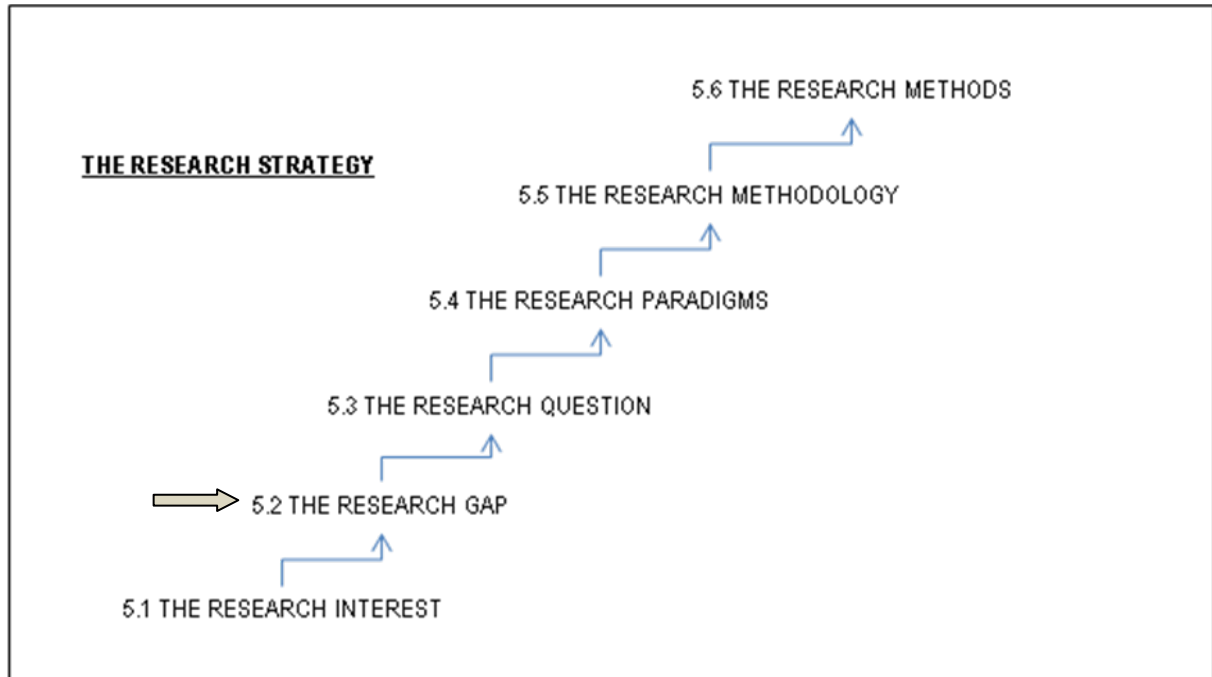 5.6 THE RESEARCH METHODS
THE RESEARCH STRATEGY
5.5 THE RESEARCH METHODOLOGY
5.4 THE RESEARCH PARADIGMS
5.3 THE RESEARCH QUESTION
5.2 THE RESEARCH GAP
5.1 THE RESEARCH INTEREST